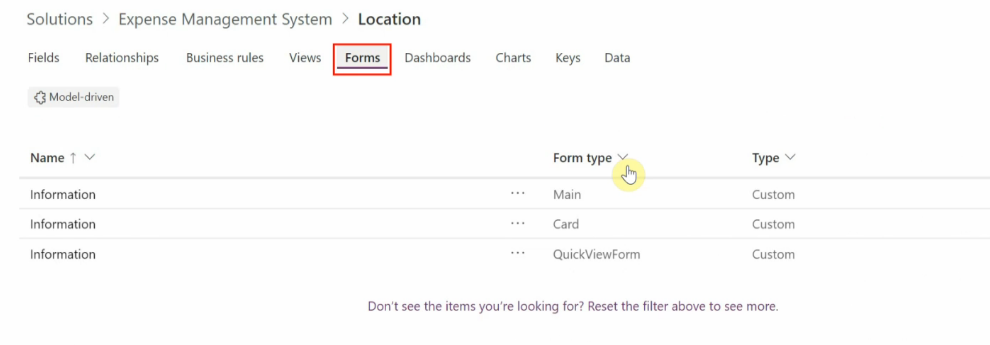 Solutions > Expense Management System > Location
Fields Relationships Business rules Views Forms Dashboards Charts Keys Data
Model-driven
Name ↑ Form type Type
Information ··· Main Custom
Information ··· Card Custom
Information ··· QuickViewForm Custom
Don't see the items you're looking for? Reset the filter above to see more.